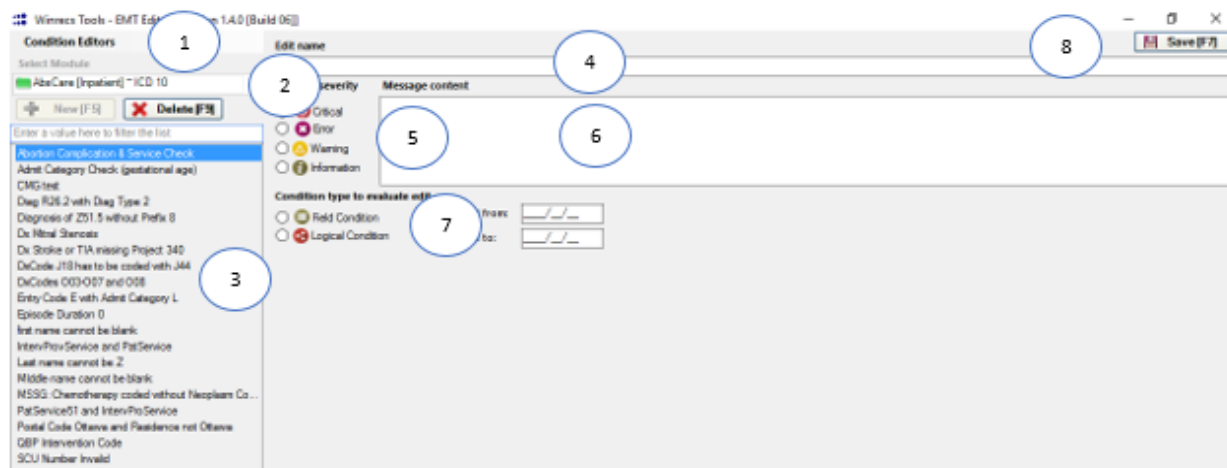 Winrecs Tools - EMT Edi 1.4.0 [Build 06]]
1
8
Condition Editors
Edit name
Save [F7]
4
Select Module
AbsCare [Inpatient] ~ ICD 10
2
severity
Message content
New [F5]
Delete [F9]
Critical
5
6
Enter a value here to filter the list
Error
Abortion Complication & Service Check
Warning
Admit Category Check (gestational age)
Information
CMG test
Diag R26.2 with Diag Type 2
Condition type to evaluate edit
Diagnosis of Z51.5 without Prefix 8
Field Condition
7
from:
__/_/_
Dx Mitral Stenosis
Logical Condition
to:
__/_/_
Dx Stroke or TIA missing Project 340
DxCode J18 has to be coded with J44
3
DxCodes O03-O07 and O08
Entry Code E with Admit Category L
Episode Duration 0
first name cannot be blank
IntervProvService and PatService
Last name cannot be Z
Middle name cannot be blank
MSSG: Chemotherapy coded without Neoplasm Co...
PatService51 and IntervProService
Postal Code Ottawa and Residence not Ottawa
QBP Intervention Code
SCU Number Invalid